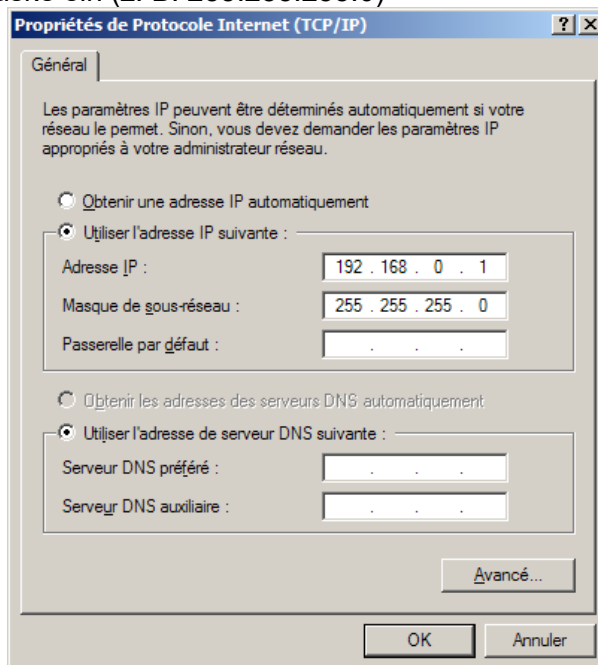 Propriétés de Protocole Internet (TCP/IP)
Général
Les paramètres IP peuvent être déterminés automatiquement si votre
réseau le permet. Sinon, vous devez demander les paramètres IP
appropriés à votre administrateur réseau.
Obtenir une adresse IP automatiquement
Utiliser l'adresse IP suivante :
Adresse IP : 192 . 168 . 0 . 1
Masque de sous-réseau : 255 . 255 . 255 . 0
Passerelle par défaut : . . .
Obtenir les adresses des serveurs DNS automatiquement
Utiliser l'adresse de serveur DNS suivante :
Serveur DNS préféré : . . .
Serveur DNS auxiliaire : . . .
Avancé...
OK Annuler